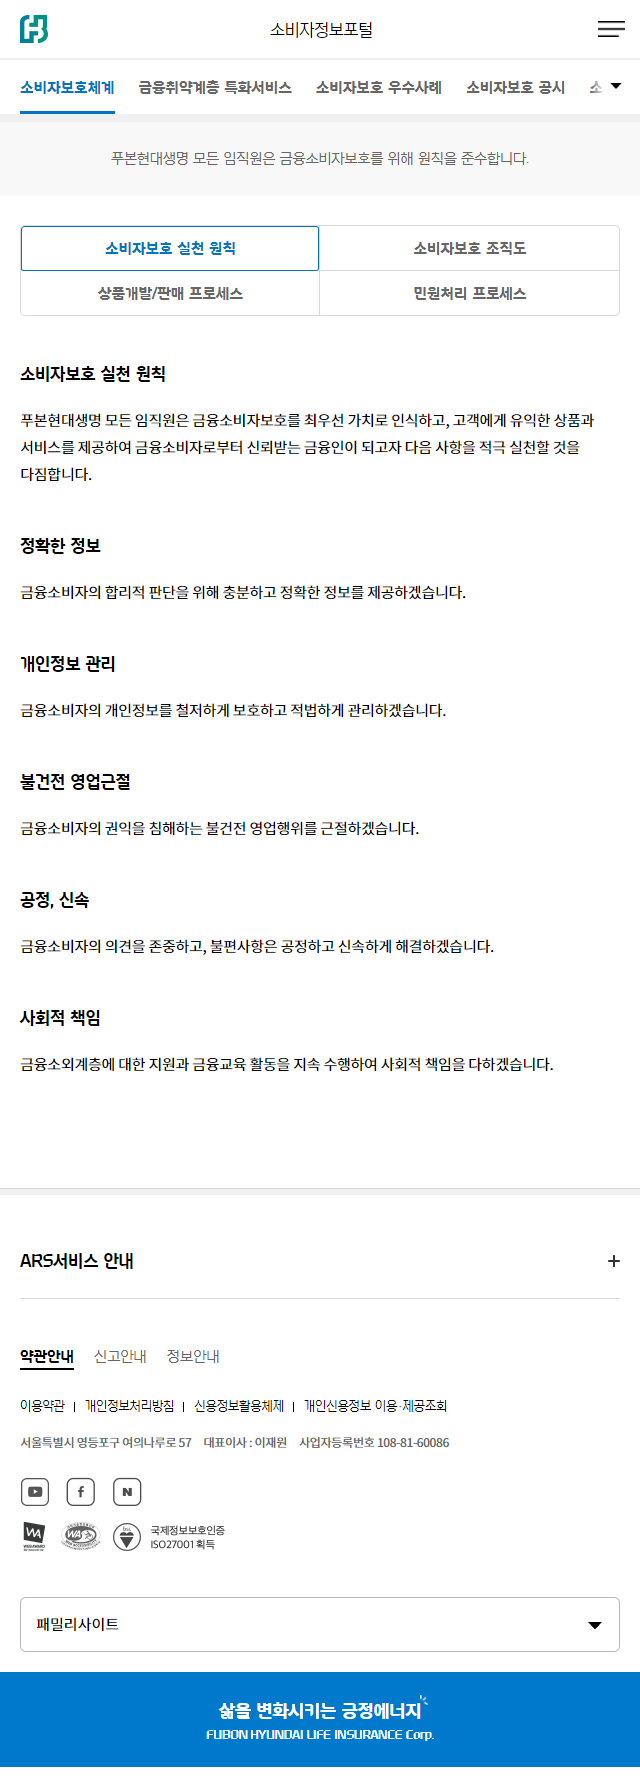 소비자정보포털
소비자보호체계 금융취약계층 특화서비스 소비자보호 우수사례 소비자보호 공시
푸본현대생명 모든 임직원은 금융소비자보호를 위해 원칙을 준수합니다.
소비자보호 실천 원칙 소비자보호 조직도
상품개발/판매 프로세스 민원처리 프로세스
소비자보호 실천 원칙
푸본현대생명 모든 임직원은 금융소비자보호를 최우선 가치로 인식하고, 고객에게 유익한 상품과
서비스를 제공하여 금융소비자로부터 신뢰받는 금융인이 되고자 다음 사항을 적극 실천할 것을
다짐합니다.
정확한 정보
금융소비자의 합리적 판단을 위해 충분하고 정확한 정보를 제공하겠습니다.
개인정보 관리
금융소비자의 개인정보를 철저하게 보호하고 적법하게 관리하겠습니다.
불건전 영업근절
금융소비자의 권익을 침해하는 불건전 영업행위를 근절하겠습니다.
공정, 신속
금융소비자의 의견을 존중하고, 불편사항은 공정하고 신속하게 해결하겠습니다.
사회적 책임
금융소외계층에 대한 지원과 금융교육 활동을 지속 수행하여 사회적 책임을 다하겠습니다.
ARS서비스 안내
약관안내 신고안내 정보안내
이용약관 개인정보처리방침 신용정보활용체제 개인신용정보 이용·제공조회
서울특별시 영등포구 여의나루로 57 대표이사 : 이재원 사업자등록번호 108-81-60086
국제정보보호인증
ISO27001 획득
패밀리사이트
삶을 변화시키는 긍정에너지
FUBON HYUNDAI LIFE INSURANCE Corp.